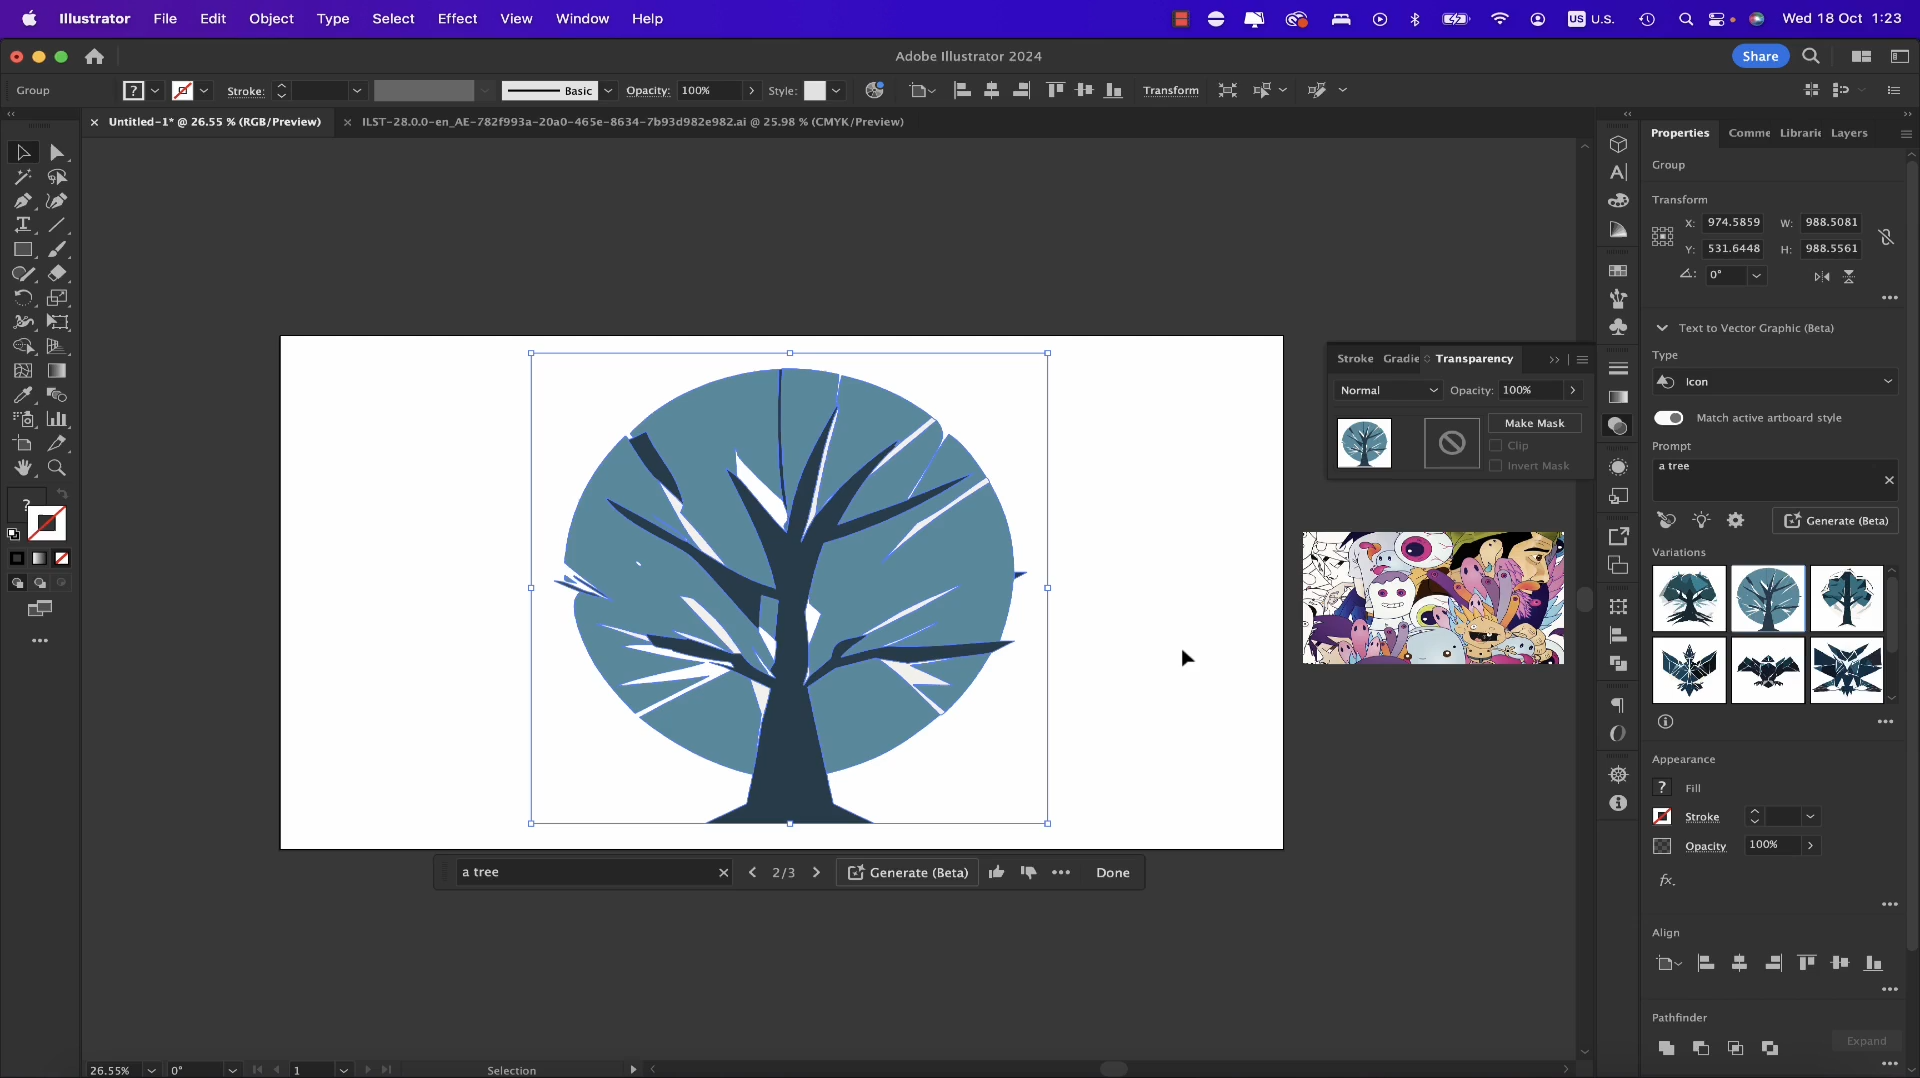 Illustrator File Edit Object Type Select Effect View Window Help US U.S. Wed 18 Oct 1:23
Adobe Illustrator 2024 Share
Group ? Stroke: Basic Opacity: 100% Style: Transform
Untitled-1* @ 26.55 % (RGB/Preview) ILST-28.0.0-en_AE-782f993a-20a0-465e-8634-7b93d982e982.ai @ 25.98 % (CMYK/Preview)
Properties Comme Librarie Layers
Group
Transform
X: 974.5859 W: 988.5081
Y: 531.6448 H: 988.5561
0°
Text to Vector Graphic (Beta)
Type
Icon
Match active artboard style
Prompt
a tree
Generate (Beta)
Variations
Appearance
? Fill
Stroke
Opacity 100%
fx.
Align
Pathfinder
Expand
Stroke Gradie Transparency
Normal Opacity: 100%
Make Mask
Clip
Invert Mask
?
a tree 2/3 Generate (Beta) Done
26.55% 0° 1 Selection